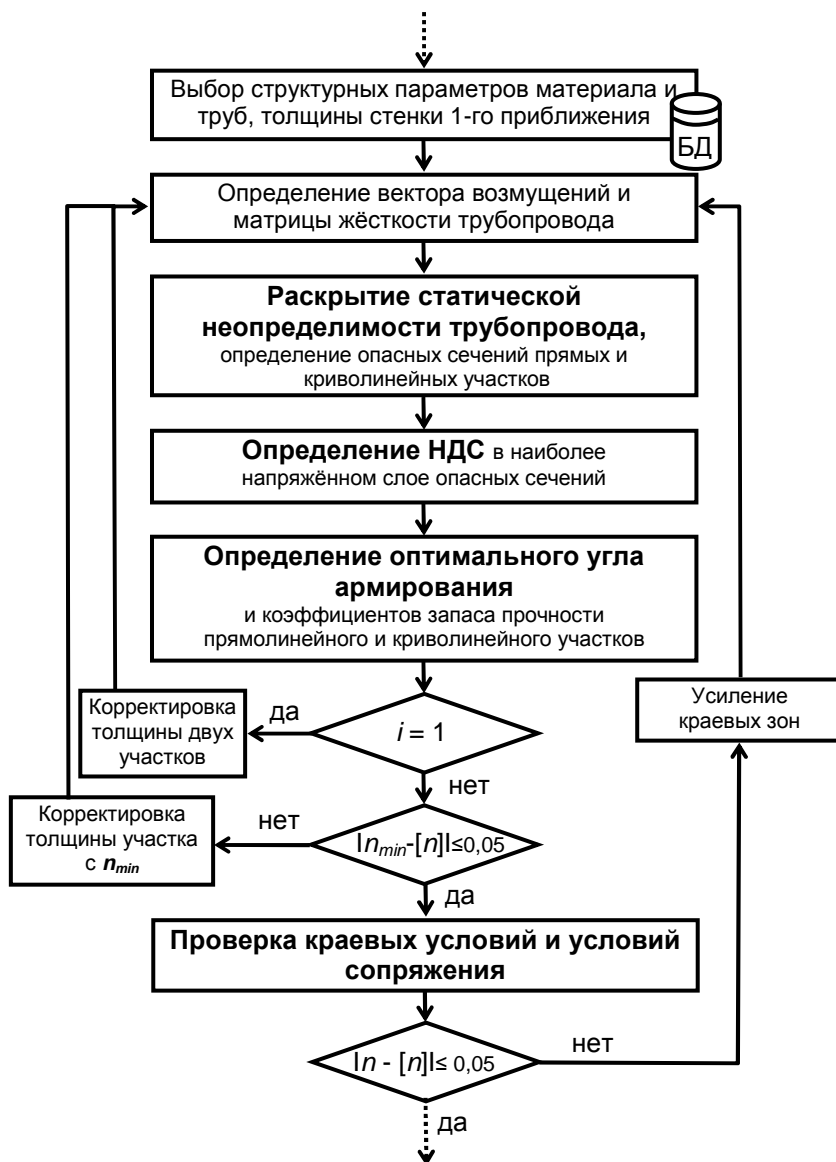 Выбор структурных параметров материала и
труб, толщины стенки 1-го приближения
БД
Определение вектора возмущений и
матрицы жёсткости трубопровода
Раскрытие статической
неопределимости трубопровода,
определение опасных сечений прямых и
криволинейных участков
Определение НДС в наиболее
напряжённом слое опасных сечений
Определение оптимального угла
армирования
и коэффициентов запаса прочности
прямолинейного и криволинейного участков
Корректировка
толщины двух
участков
да
i = 1
Усиление
краевых зон
нет
Корректировка
толщины участка
с nmin
нет
|nmin-[n]|≤0,05
да
Проверка краевых условий и условий
сопряжения
|n - [n]|≤ 0,05
нет
да